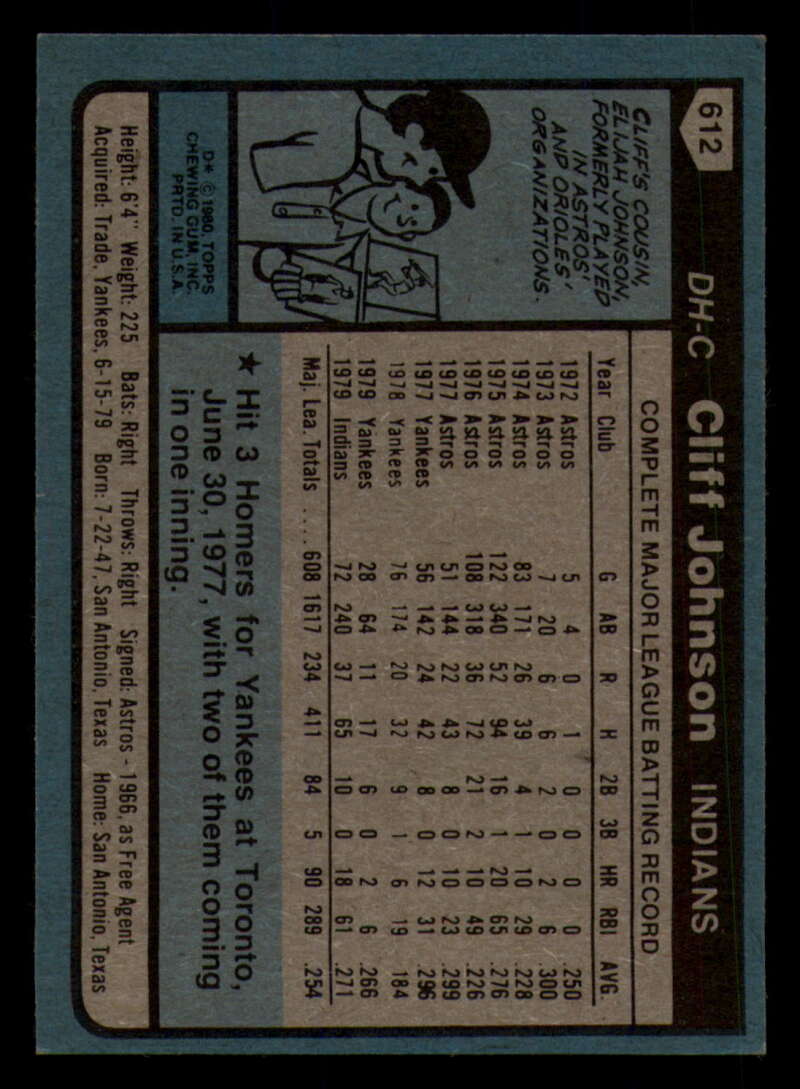 612
DH-C Cliff Johnson INDIANS
CLIFF'S COUSIN,
ELIJAH JOHNSON,
FORMERLY PLAYED
IN ASTROS'
AND ORIOLES'
ORGANIZATIONS.
D* © 1980, TOPPS
CHEWING GUM, INC.
PRTD. IN U.S.A.
COMPLETE MAJOR LEAGUE BATTING RECORD
Year Club G AB R H 2B 3B HR RBI AVG.
1972 Astros 5 4 0 1 0 0 0 0 .250
1973 Astros 7 20 6 6 2 0 2 6 .300
1974 Astros 83 171 26 39 4 1 10 29 .228
1975 Astros 122 340 52 94 16 1 20 65 .276
1976 Astros 108 318 36 72 21 2 10 49 .226
1977 Astros 51 144 22 43 8 0 10 23 .299
1977 Yankees 56 142 24 42 8 0 12 31 .296
1978 Yankees 76 174 20 32 9 1 6 19 .184
1979 Yankees 28 64 11 17 6 0 2 6 .266
1979 Indians 72 240 37 65 10 0 18 61 .271
Maj. Lea. Totals .... 608 1617 234 411 84 5 90 289 .254
★ Hit 3 Homers for Yankees at Toronto,
June 30, 1977, with two of them coming
in one inning.
Height: 6'4" Weight: 225 Bats: Right Throws: Right Signed: Astros - 1966, as Free Agent
Acquired: Trade, Yankees, 6-15-79 Born: 7-22-47, San Antonio, Texas Home: San Antonio, Texas